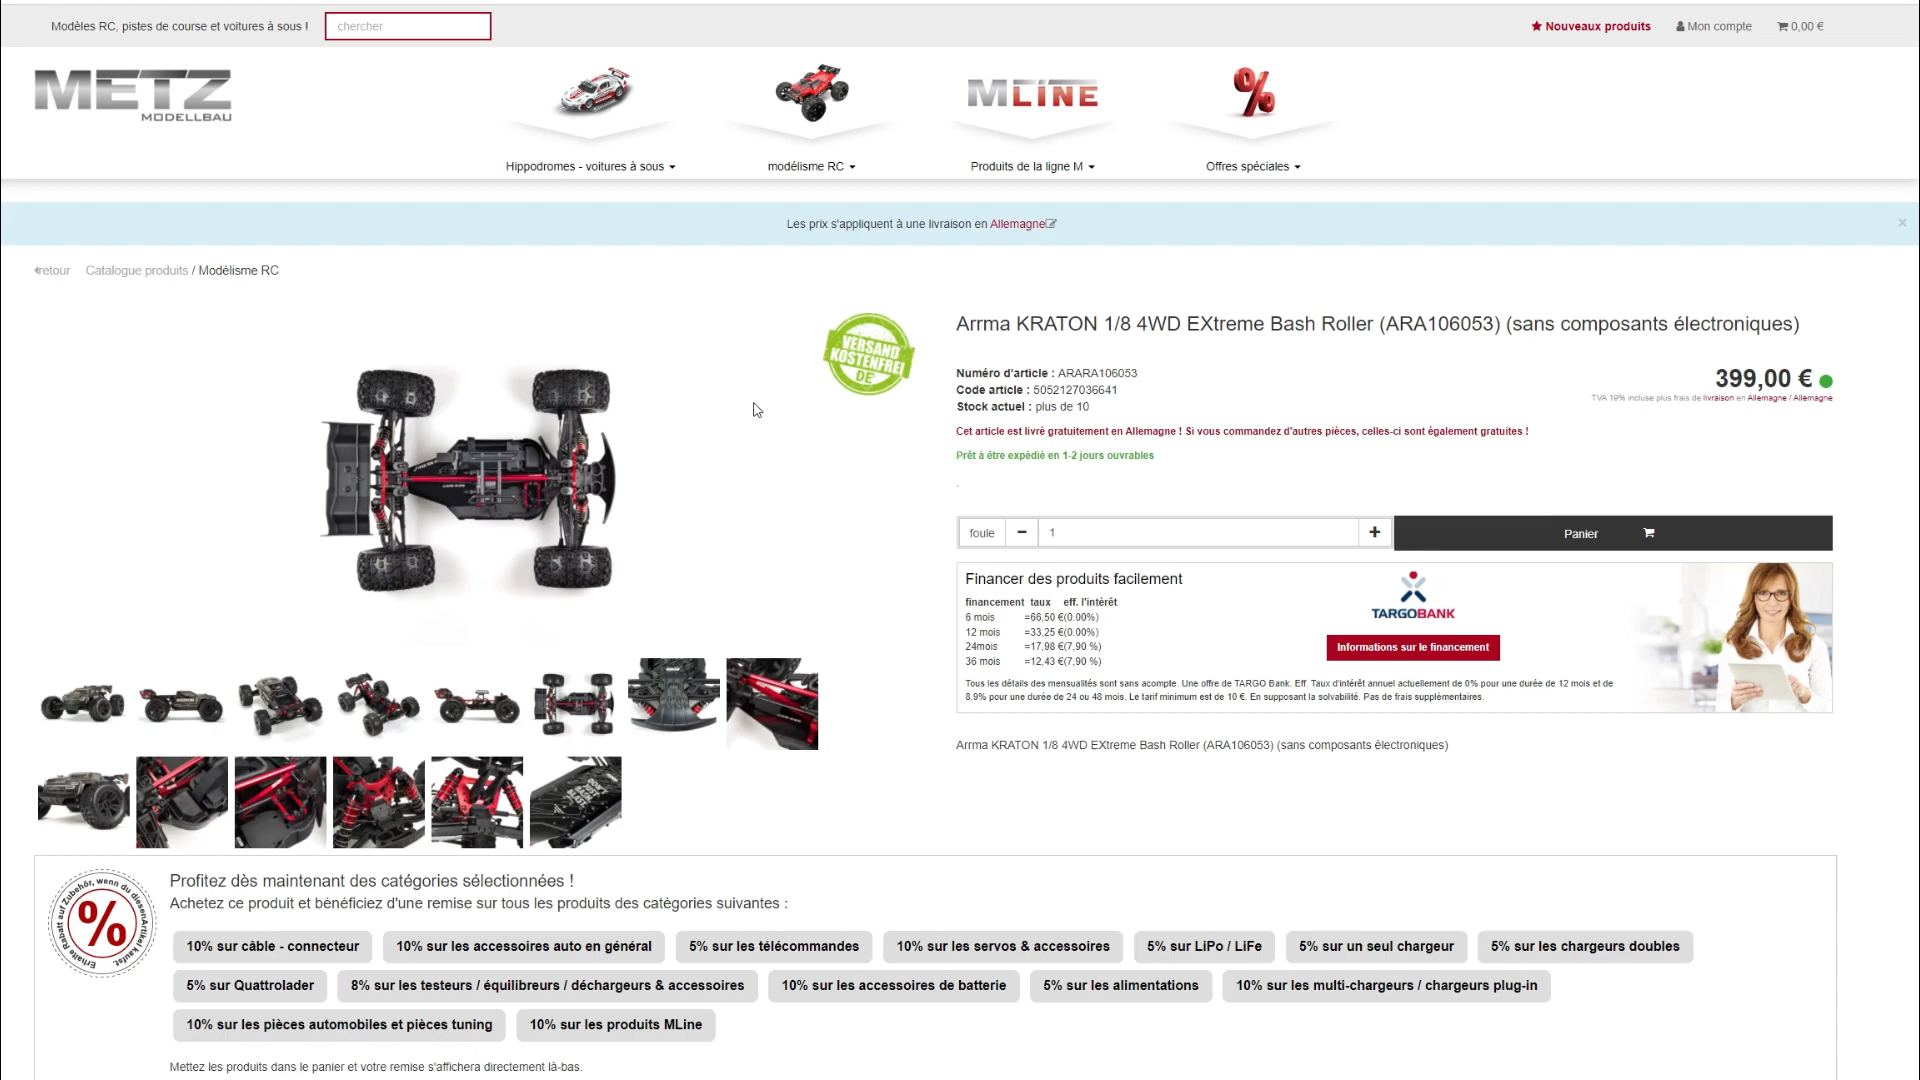 Modèles RC, pistes de course et voitures à sous !
chercher
Nouveaux produits
Mon compte
0,00 €
METZ
MODELLBAU
MLINE
%
Hippodromes - voitures à sous
modélisme RC
Produits de la ligne M
Offres spéciales
Les prix s'appliquent à une livraison en Allemagne
×
retour
Catalogue produits / Modélisme RC
VERSAND
KOSTENFREI
DE
Arrma KRATON 1/8 4WD EXtreme Bash Roller (ARA106053) (sans composants électroniques)
Numéro d'article : ARARA106053
Code article : 5052127036641
Stock actuel : plus de 10
399,00 €
TVA 19% incluse plus frais de livraison en Allemagne / Allemagne
Cet article est livré gratuitement en Allemagne ! Si vous commandez d'autres pièces, celles-ci sont également gratuites !
Prêt à être expédié en 1-2 jours ouvrables
.
foule
−
1
+
Panier
Financer des produits facilement
financement taux eff. l'intérêt
6 mois =66,50 €(0.00%)
12 mois =33,25 €(0.00%)
24mois =17,98 €(7,90 %)
36 mois =12,43 €(7,90 %)
TARGOBANK
Informations sur le financement
Tous les détails des mensualités sont sans acompte. Une offre de TARGO Bank. Eff. Taux d'intérêt annuel actuellement de 0% pour une durée de 12 mois et de
8,9% pour une durée de 24 ou 48 mois. Le tarif minimum est de 10 €. En supposant la solvabilité. Pas de frais supplémentaires.
Arrma KRATON 1/8 4WD EXtreme Bash Roller (ARA106053) (sans composants électroniques)
Erhalte Rabatt auf Zubehör, wenn du diesen Artikel kaufst.
%
Profitez dès maintenant des catégories sélectionnées !
Achetez ce produit et bénéficiez d'une remise sur tous les produits des catégories suivantes :
10% sur câble - connecteur
10% sur les accessoires auto en général
5% sur les télécommandes
10% sur les servos & accessoires
5% sur LiPo / LiFe
5% sur un seul chargeur
5% sur les chargeurs doubles
5% sur Quattrolader
8% sur les testeurs / équilibreurs / déchargeurs & accessoires
10% sur les accessoires de batterie
5% sur les alimentations
10% sur les multi-chargeurs / chargeurs plug-in
10% sur les pièces automobiles et pièces tuning
10% sur les produits MLine
Mettez les produits dans le panier et votre remise s'affichera directement là-bas.